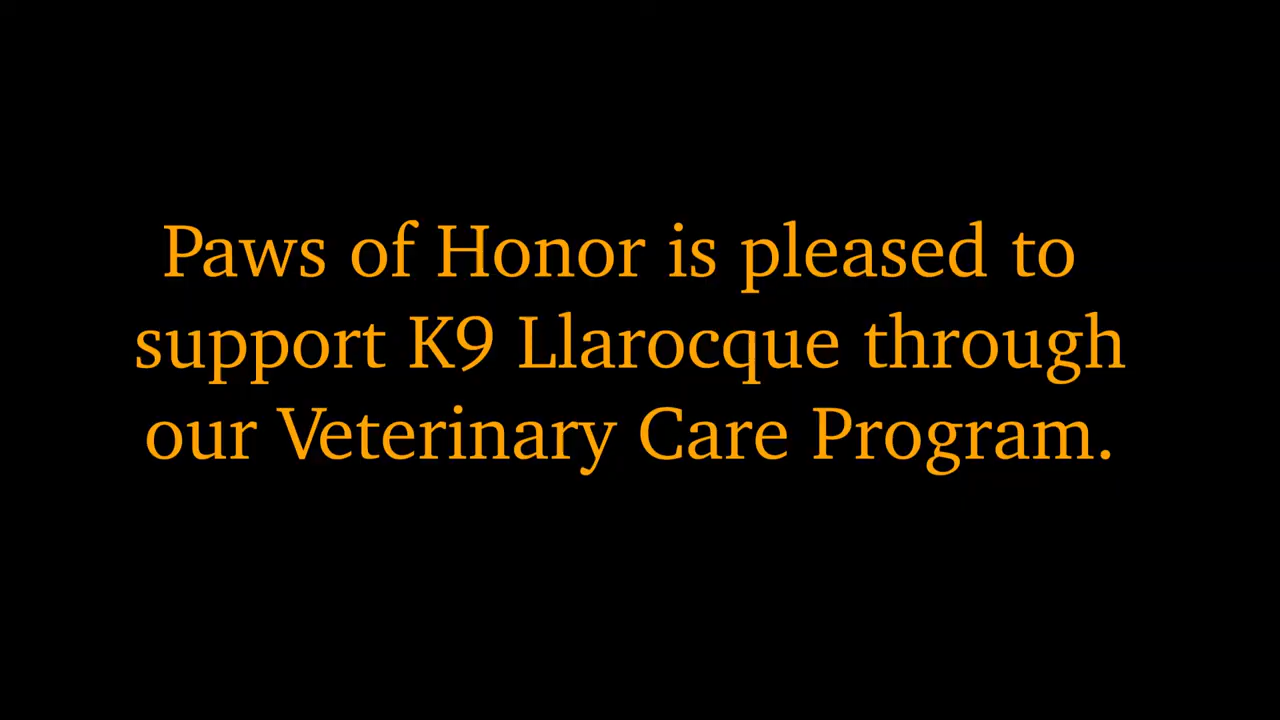 Paws of Honor is pleased to
support K9 Llarocque through
our Veterinary Care Program.